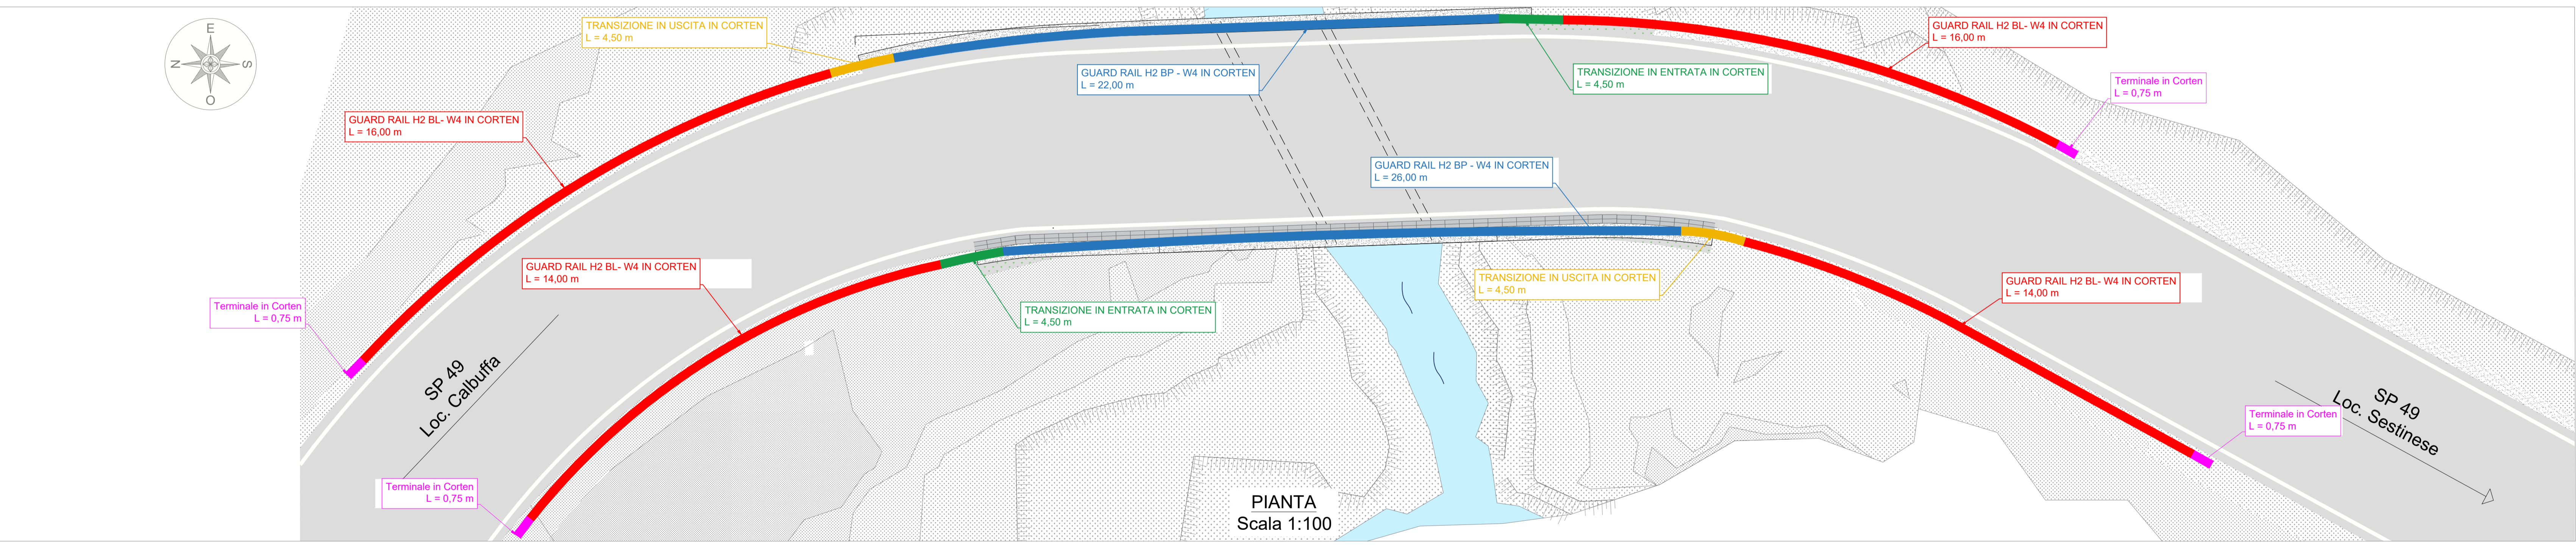 E
N
S
O
TRANSIZIONE IN USCITA IN CORTEN
L = 4,50 m
GUARD RAIL H2 BL- W4 IN CORTEN
L = 16,00 m
GUARD RAIL H2 BP - W4 IN CORTEN
L = 22,00 m
TRANSIZIONE IN ENTRATA IN CORTEN
L = 4,50 m
GUARD RAIL H2 BL- W4 IN CORTEN
L = 16,00 m
Terminale in Corten
L = 0,75 m
GUARD RAIL H2 BP - W4 IN CORTEN
L = 26,00 m
GUARD RAIL H2 BL- W4 IN CORTEN
L = 14,00 m
TRANSIZIONE IN USCITA IN CORTEN
L = 4,50 m
GUARD RAIL H2 BL- W4 IN CORTEN
L = 14,00 m
Terminale in Corten
L = 0,75 m
TRANSIZIONE IN ENTRATA IN CORTEN
L = 4,50 m
SP 49
Loc. Calbuffa
SP 49
Loc. Sestinese
Terminale in Corten
L = 0,75 m
Terminale in Corten
L = 0,75 m
PIANTA
Scala 1:100